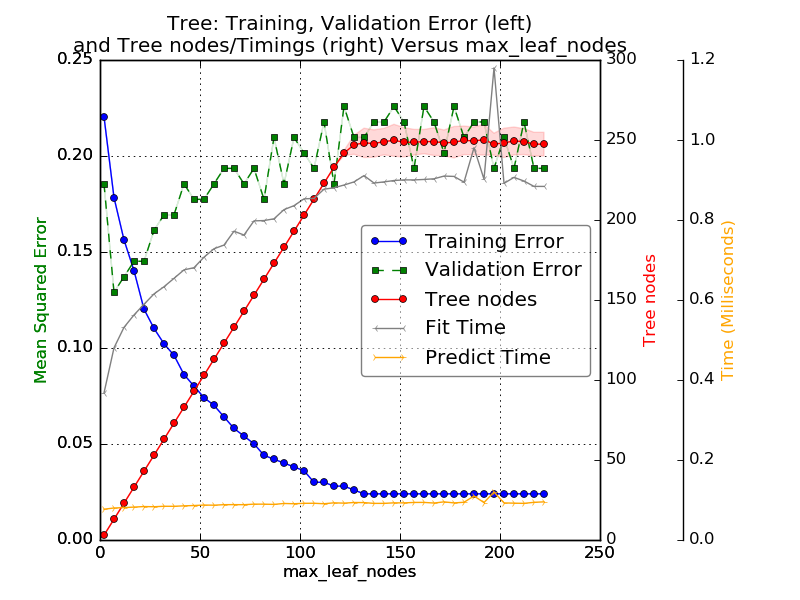 Tree: Training, Validation Error (left)
and Tree nodes/Timings (right) Versus max_leaf_nodes
Mean Squared Error
0.25
0.20
0.15
0.10
0.05
0.00
0
50
100
150
200
250
max_leaf_nodes
Training Error
Validation Error
Tree nodes
Fit Time
Predict Time
300
250
200
150
100
50
0
Tree nodes
1.2
1.0
0.8
0.6
0.4
0.2
0.0
Time (Milliseconds)